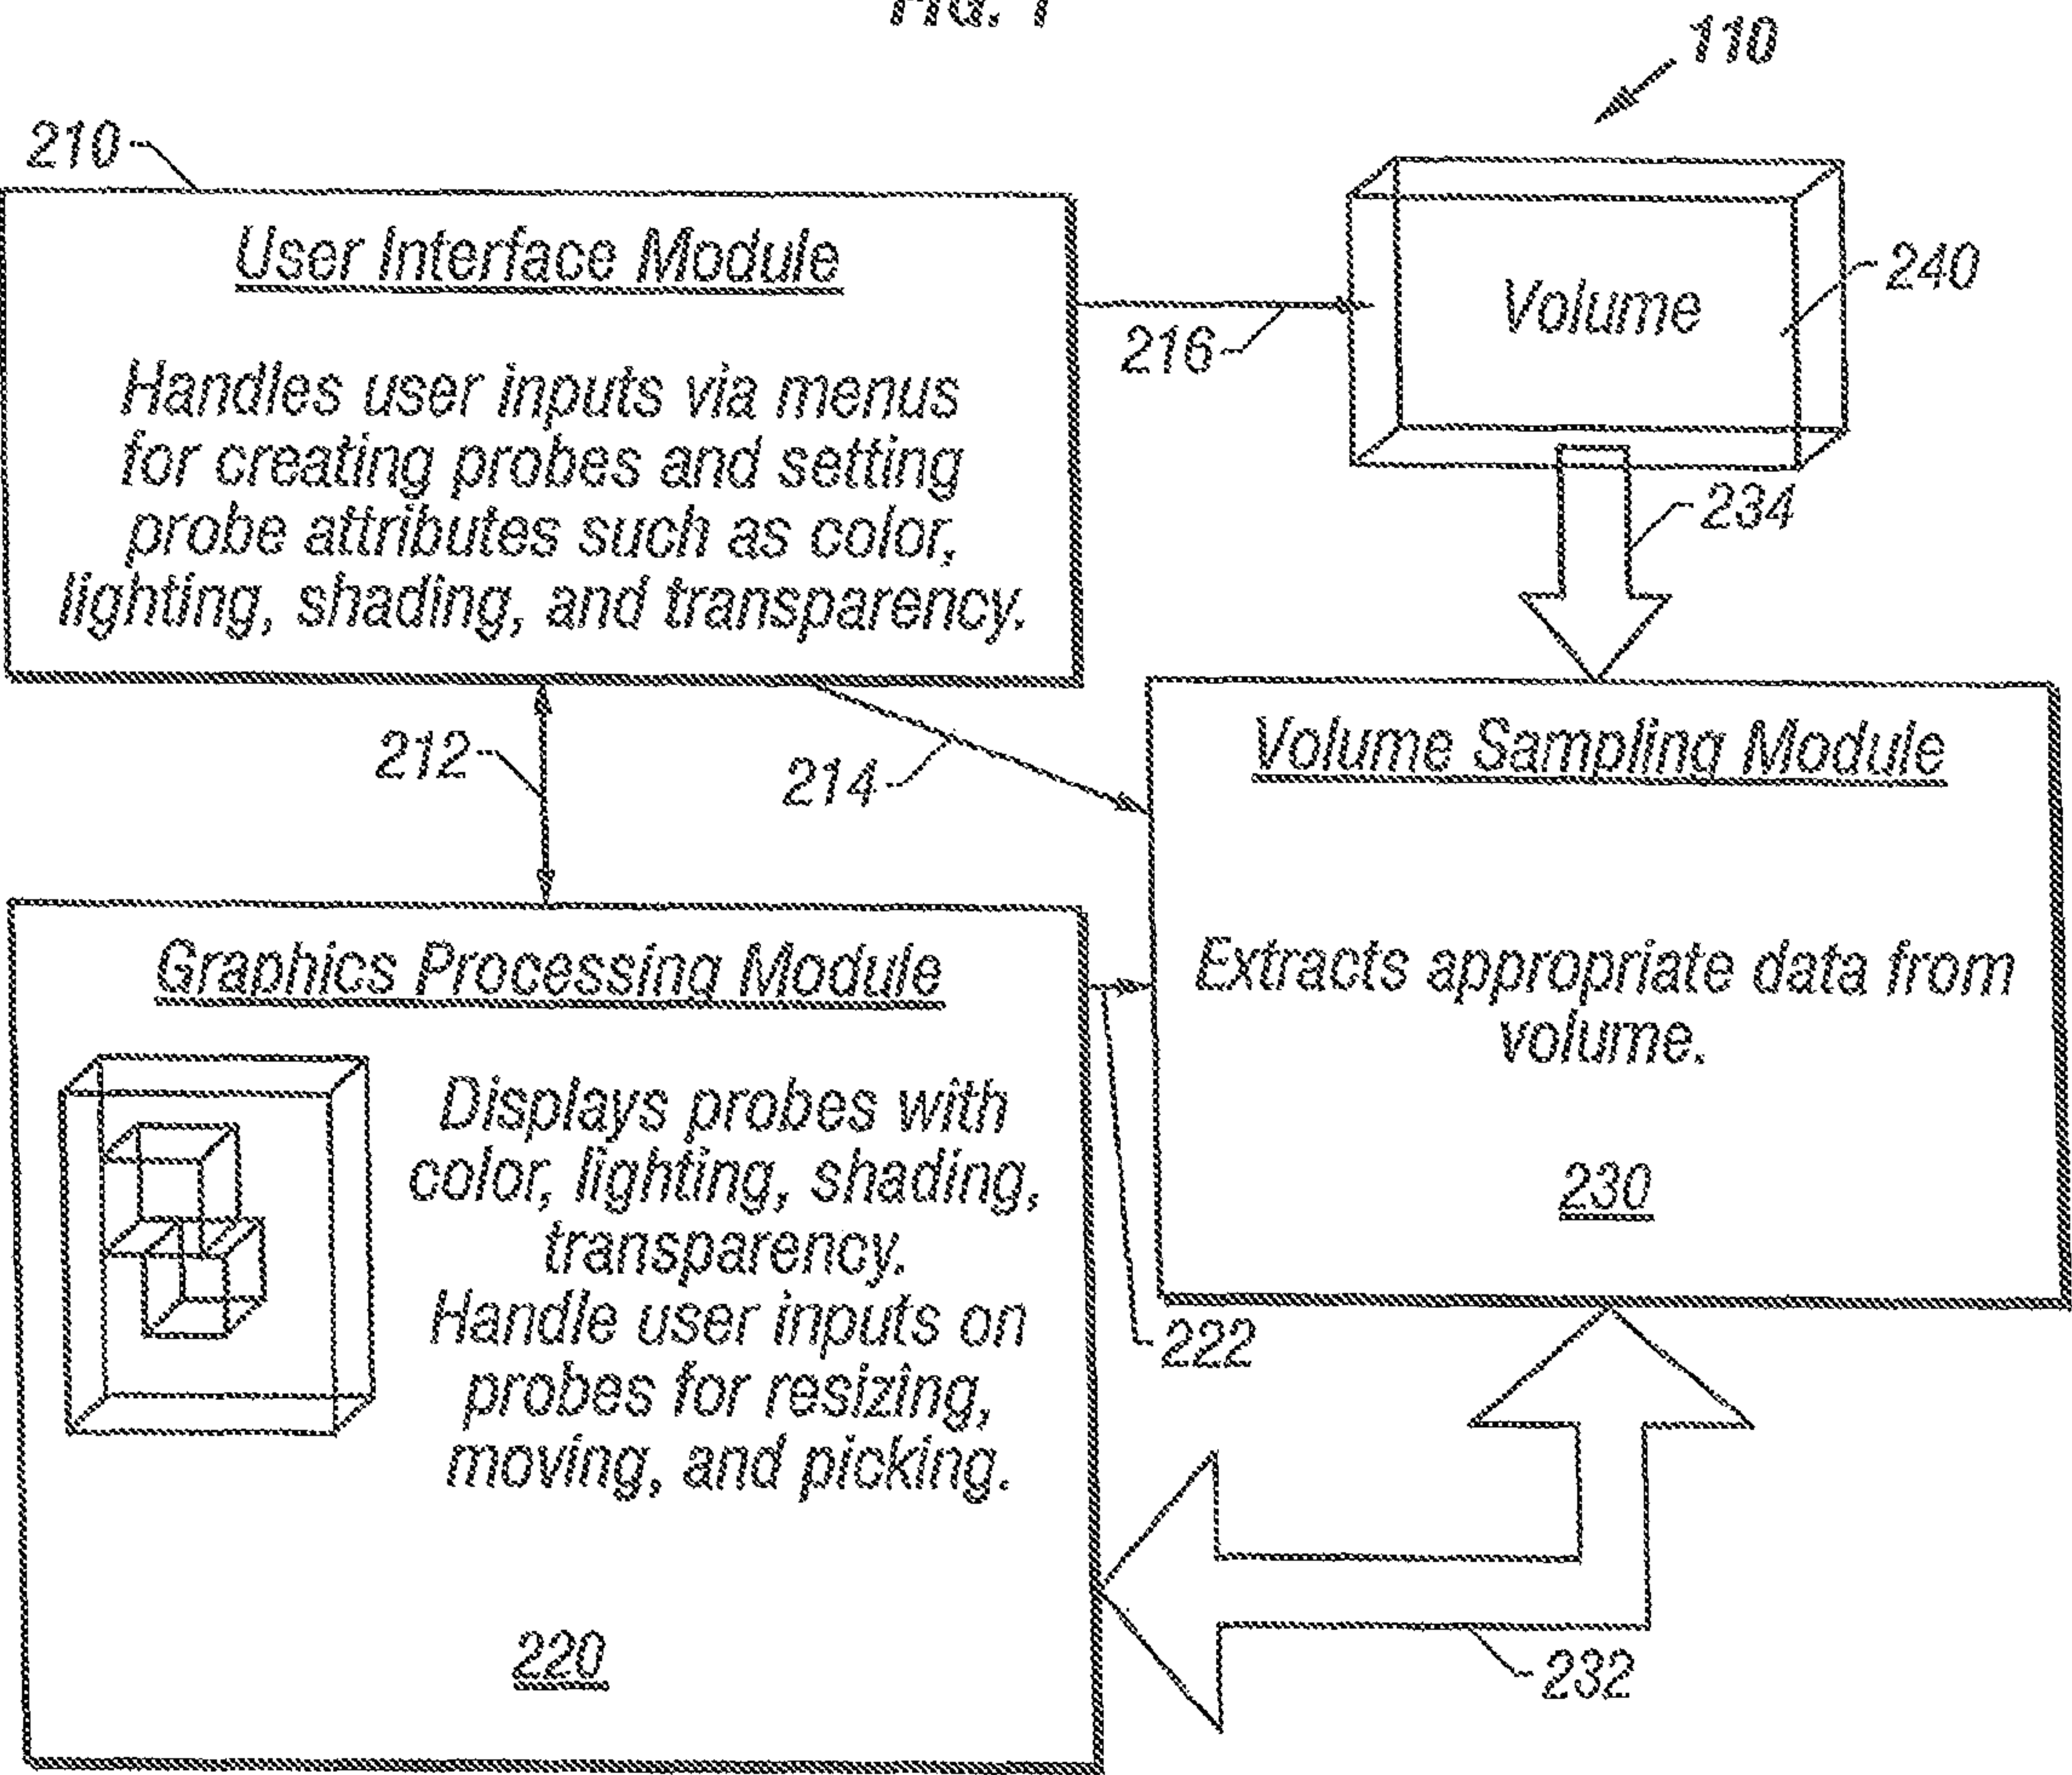 FIG. 1
110
210
User Interface Module
Handles user inputs via menus
for creating probes and setting
probe attributes such as color,
lighting, shading, and transparency.
Volume
240
216
234
212
214
Volume Sampling Module
Extracts appropriate data from
volume.
230
Graphics Processing Module
Displays probes with
color, lighting, shading,
transparency.
Handle user inputs on
probes for resizing,
moving, and picking.
220
222
232